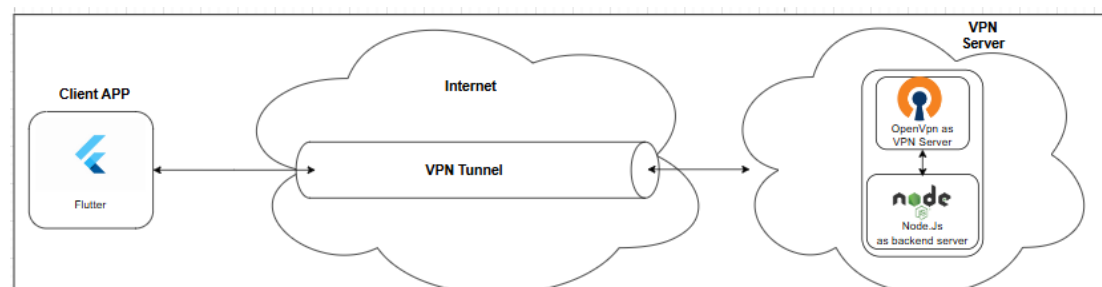 Client APP
Flutter
Internet
VPN Tunnel
VPN
Server
OpenVpn as
VPN Server
node
JS
Node.Js
as backend server